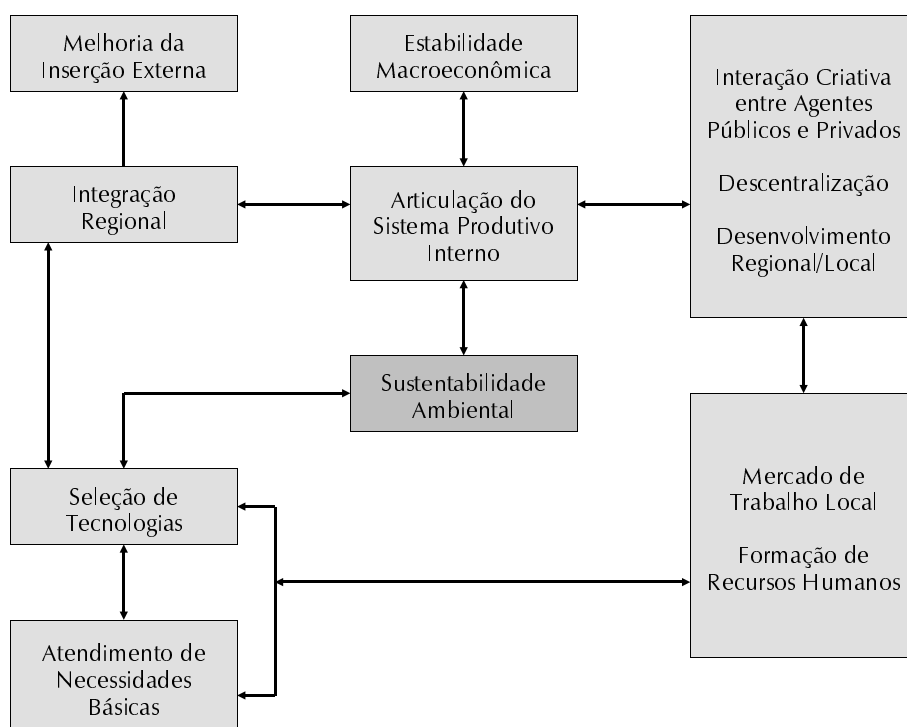 Melhoria da
Inserção Externa
Estabilidade
Macroeconômica
Interação Criativa
entre Agentes
Públicos e Privados
Descentralização
Desenvolvimento
Regional/Local
Integração
Regional
Articulação do
Sistema Produtivo
Interno
Sustentabilidade
Ambiental
Seleção de
Tecnologias
Mercado de
Trabalho Local
Formação de
Recursos Humanos
Atendimento de
Necessidades
Básicas